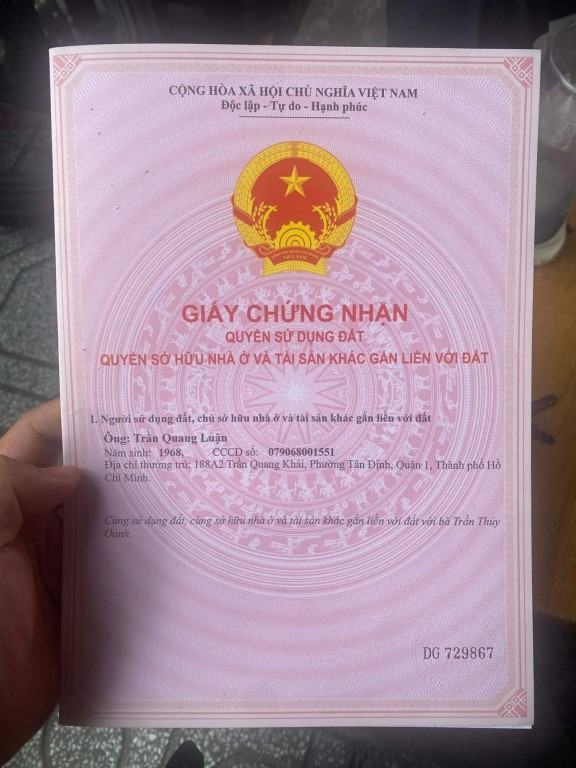 CỘNG HÒA XÃ HỘI CHỦ NGHĨA VIỆT NAM
Độc lập - Tự do - Hạnh phúc
VIỆT NAM
GIẤY CHỨNG NHẬN
QUYỀN SỬ DỤNG ĐẤT
QUYỀN SỞ HỮU NHÀ Ở VÀ TÀI SẢN KHÁC GẮN LIỀN VỚI ĐẤT
I. Người sử dụng đất, chủ sở hữu nhà ở và tài sản khác gắn liền với đất
Ông: Trần Quang Luận
Năm sinh: 1968, CCCD số: 079068001551
Địa chỉ thường trú: 188A2 Trần Quang Khải, Phường Tân Định, Quận 1, Thành phố Hồ
Chí Minh.
Cùng sử dụng đất, cùng sở hữu nhà ở và tài sản khác gắn liền với đất với bà Trần Thùy
Oanh.
DG 729867